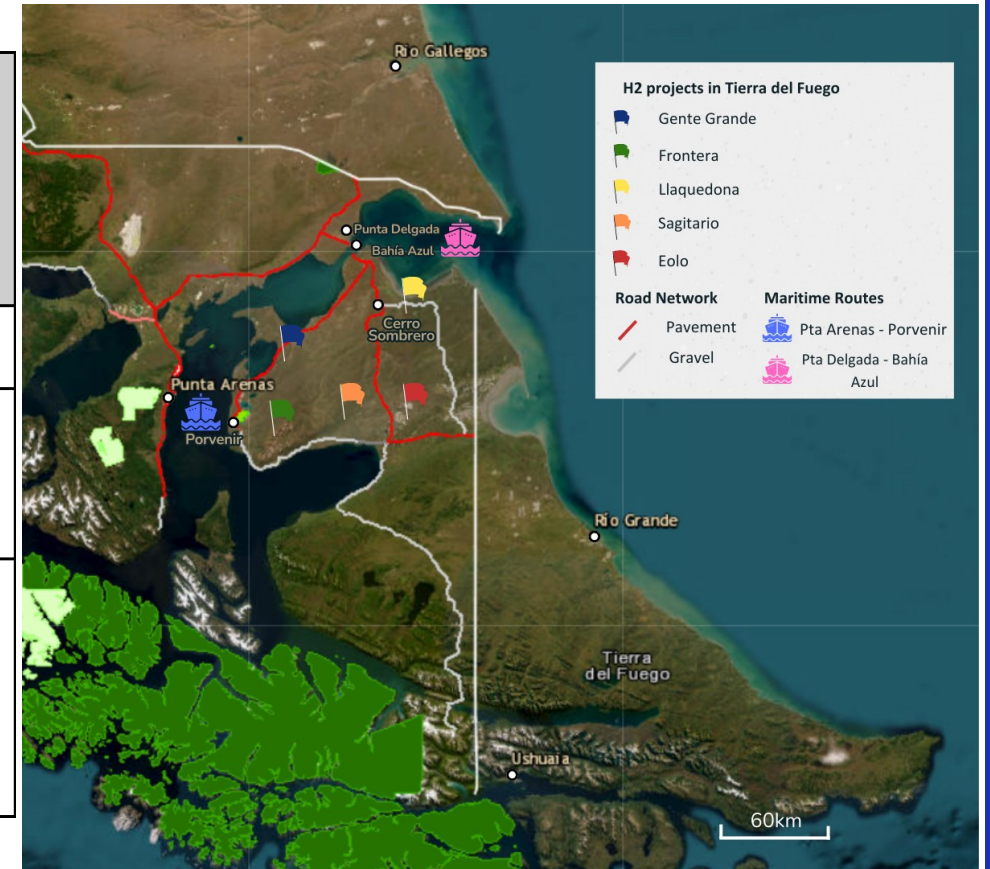 Río Gallegos
H2 projects in Tierra del Fuego
Gente Grande
Frontera
Llaquedona
Sagitario
Eolo
Road Network
Maritime Routes
Pavement
Pta Arenas - Porvenir
Gravel
Pta Delgada - Bahía
Azul
Punta Delgada
Bahía Azul
Cerro
Sombrero
Punta Arenas
Porvenir
Río Grande
Tierra
del Fuego
Ushuaia
60km